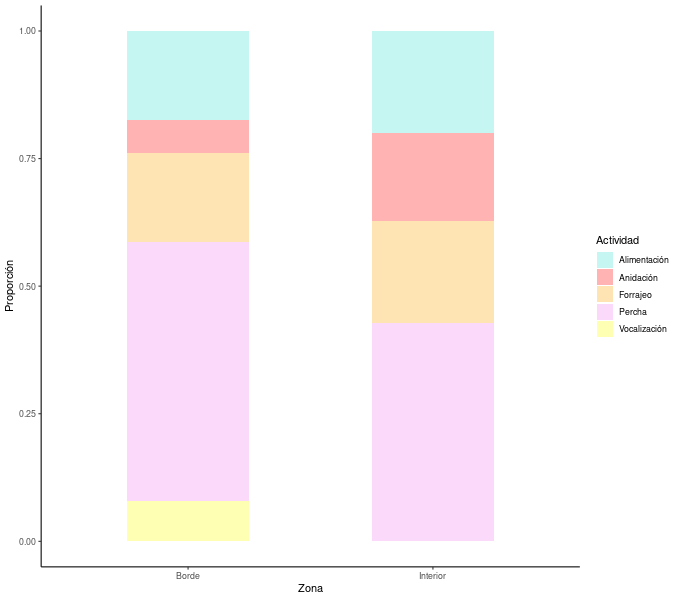 1.00
0.75
0.50
0.25
0.00
Proporción
Borde
Interior
Zona
Actividad
Alimentación
Anidación
Forrajeo
Percha
Vocalización